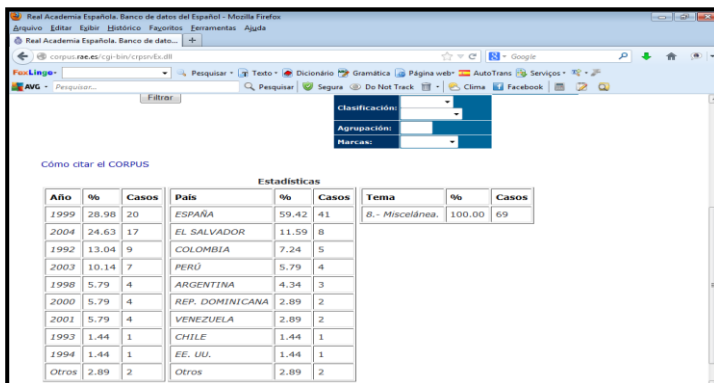 Real Academia Española. Banco de datos del Español - Mozilla Firefox
Arquivo Editar Exibir Histórico Favoritos Ferramentas Ajuda
Real Academia Española. Banco de dato...
corpus.rae.es/cgi-bin/crpsrvEx.dll Google
FoxLingo Pesquisar Texto Dicionário Gramática Página web AutoTrans Serviços
AVG Pesquisar... Pesquisar Segura Do Not Track Clima Facebook
Filtrar
Clasificación:
Agrupación:
Marcas:
Cómo citar el CORPUS
Estadísticas
Año % Casos País % Casos Tema % Casos
1999 28.98 20 ESPAÑA 59.42 41 8.- Miscelánea. 100.00 69
2004 24.63 17 EL SALVADOR 11.59 8
1992 13.04 9 COLOMBIA 7.24 5
2003 10.14 7 PERÚ 5.79 4
1998 5.79 4 ARGENTINA 4.34 3
2000 5.79 4 REP. DOMINICANA 2.89 2
2001 5.79 4 VENEZUELA 2.89 2
1993 1.44 1 CHILE 1.44 1
1994 1.44 1 EE. UU. 1.44 1
Otros 2.89 2 Otros 2.89 2